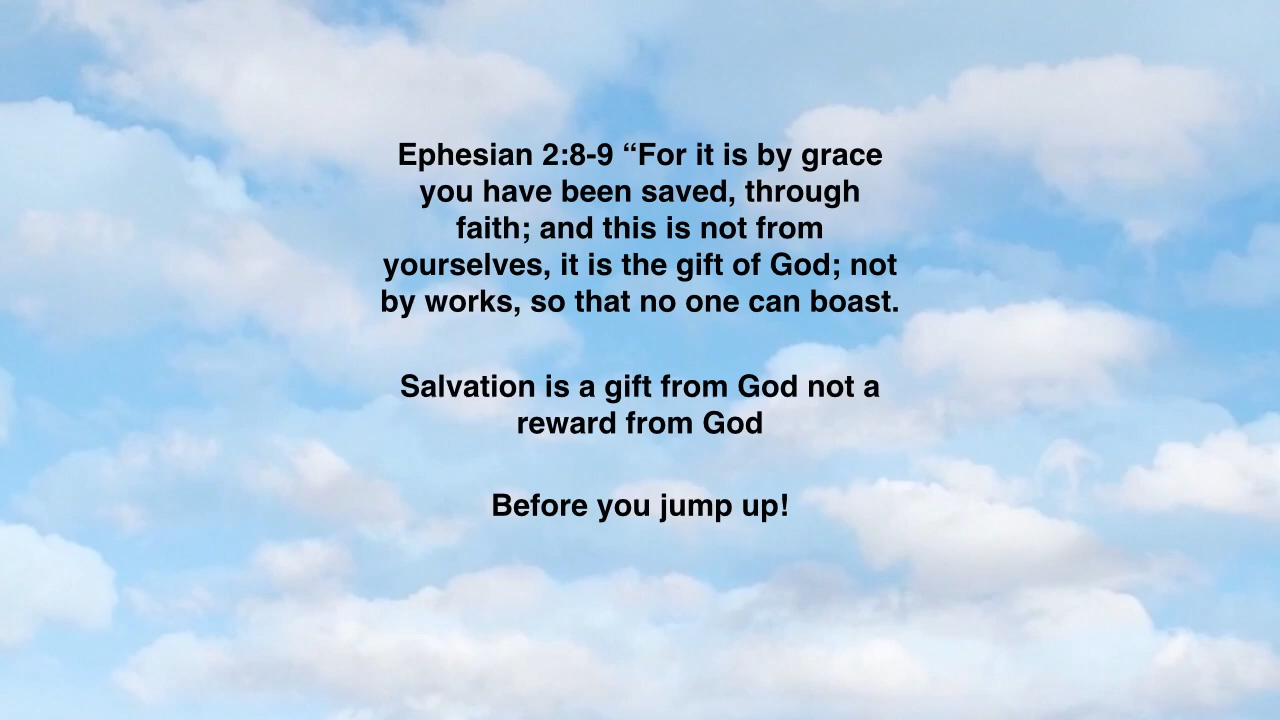 Ephesian 2:8-9 “For it is by grace
you have been saved, through
faith; and this is not from
yourselves, it is the gift of God; not
by works, so that no one can boast.
Salvation is a gift from God not a
reward from God
Before you jump up!